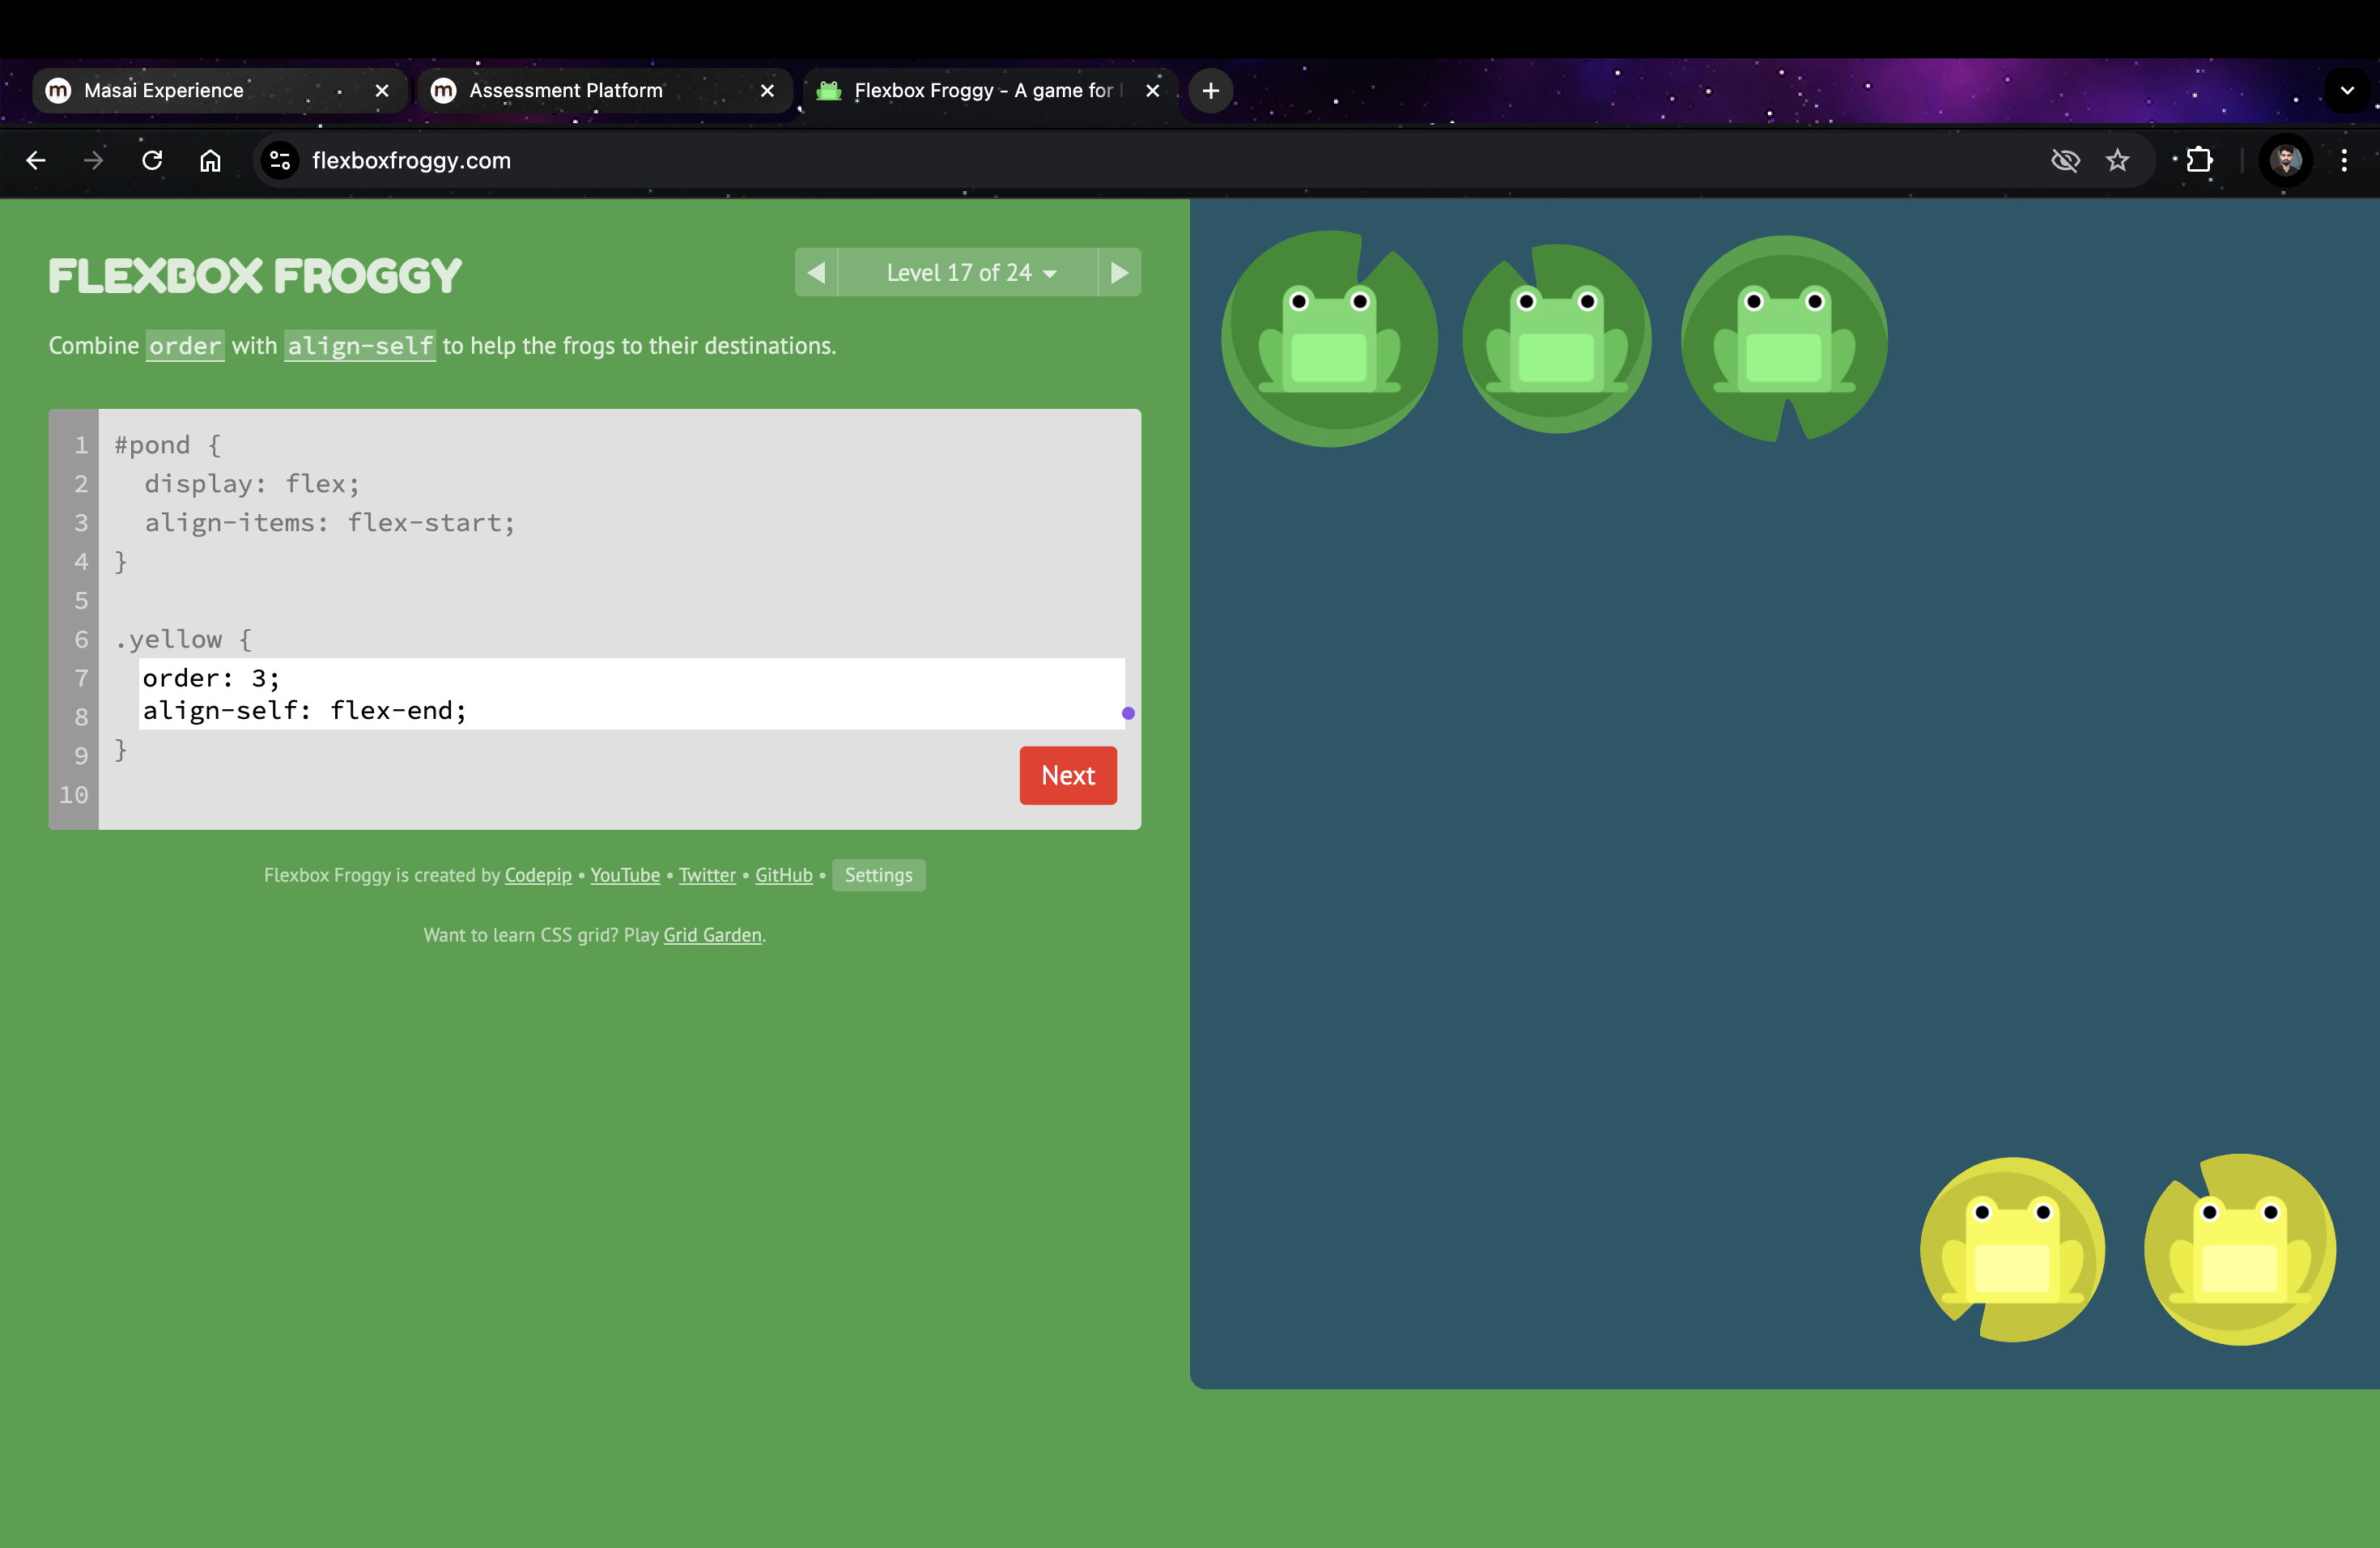 Masai Experience
Assessment Platform
Flexbox Froggy - A game for
flexboxfroggy.com
FLEXBOX FROGGY
Level 17 of 24
Combine order with align-self to help the frogs to their destinations.
1 #pond {
2 display: flex;
3 align-items: flex-start;
4 }
5
6 .yellow {
7 order: 3;
8 align-self: flex-end;
9 }
10
Next
Flexbox Froggy is created by Codepip • YouTube • Twitter • GitHub • Settings
Want to learn CSS grid? Play Grid Garden.